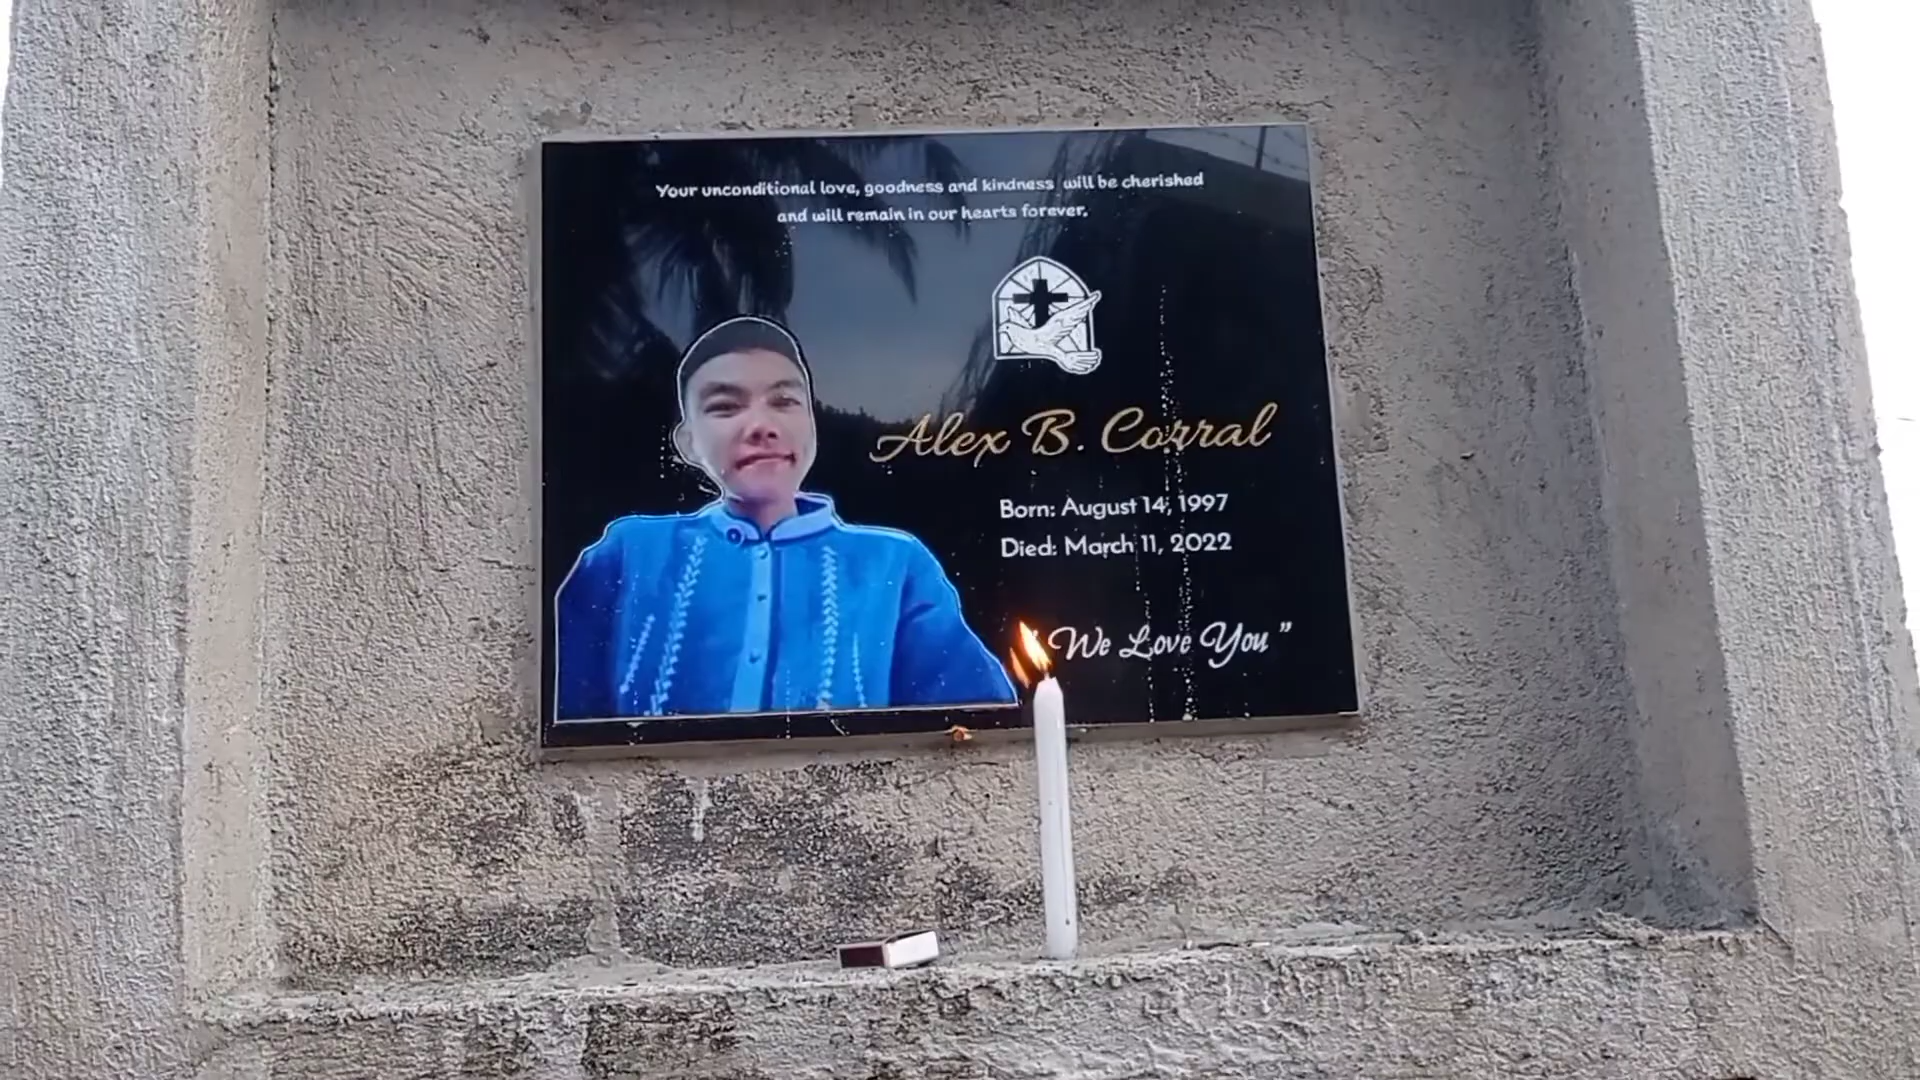 Your unconditional love, goodness and kindness will be cherished
and will remain in our hearts forever.
Alex B. Corral
Born: August 14, 1997
Died: March 11, 2022
" We Love You "